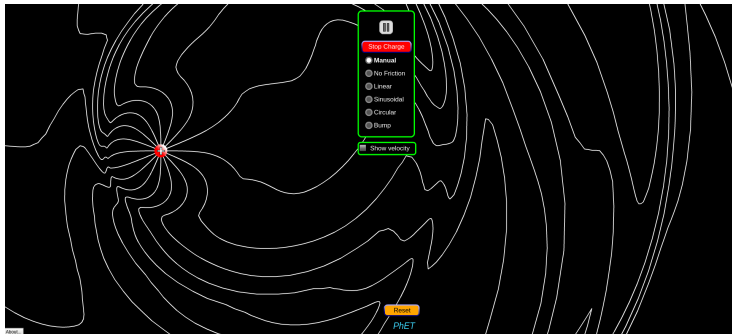 Stop Charge
Manual
No Friction
Linear
Sinusoidal
Circular
Bump
Show velocity
Reset
PhET
About...